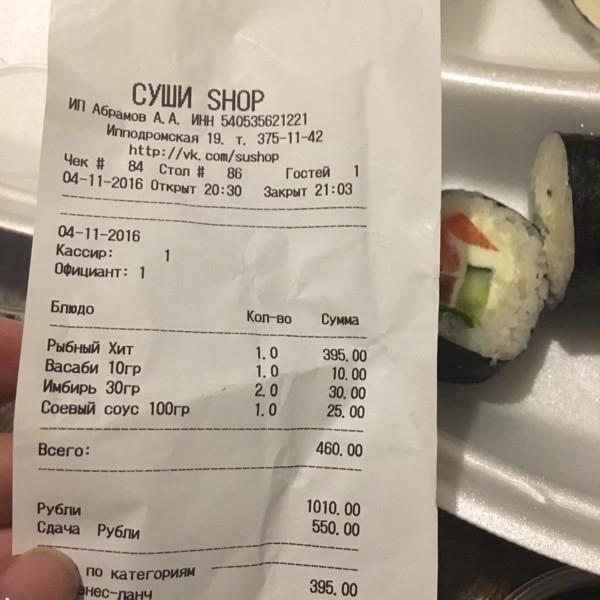 СУШИ SHOP
ИП Абрамов А.А. ИНН 540535621221
Ипподромская 19. т. 375-11-42
http://vk.com/sushop
Чек # 84 Стол # 86 Гостей 1
04-11-2016 Открыт 20:30 Закрыт 21:03
04-11-2016
Кассир: 1
Официант: 1
Блюдо Кол-во Сумма
Рыбный Хит 1.0 395.00
Васаби 10гр 1.0 10.00
Имбирь 30гр 2.0 30.00
Соевый соус 100гр 1.0 25.00
Всего: 460.00
Рубли 1010.00
Сдача Рубли 550.00
по категориям
знес-ланч 395.00